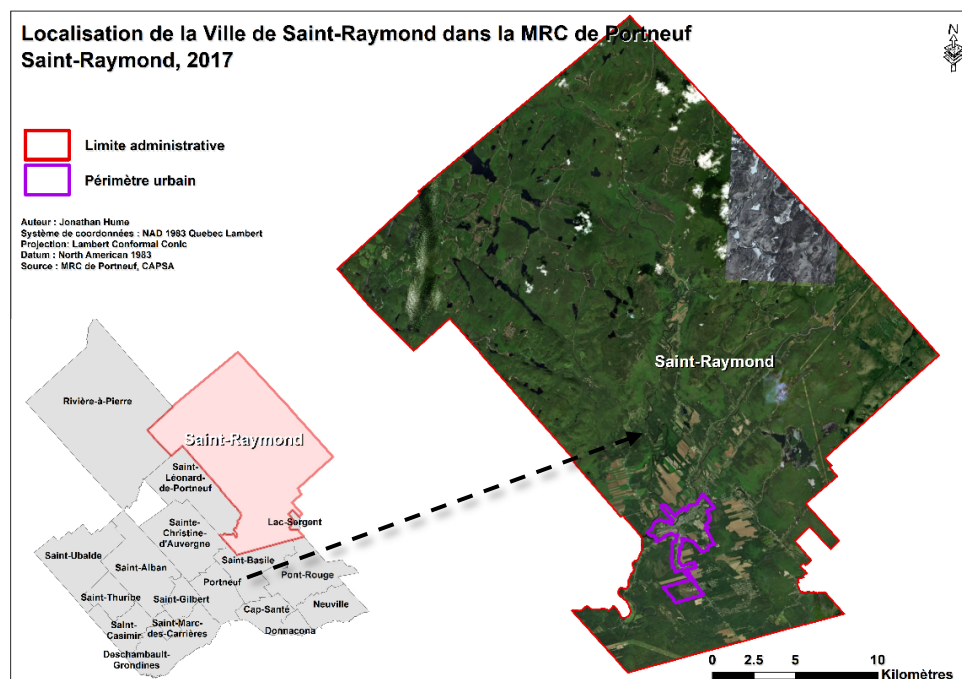 Localisation de la Ville de Saint-Raymond dans la MRC de Portneuf
Saint-Raymond, 2017
N
Limite administrative
Périmètre urbain
Auteur : Jonathan Hume
Système de coordonnées : NAD 1983 Quebec Lambert
Projection: Lambert Conformal Conic
Datum : North American 1983
Source : MRC de Portneuf, CAPSA
Saint-Raymond
Rivière-à-Pierre
Saint-Raymond
Saint-
Léonard-
de-Portneuf
Lac-Sergent
Sainte-
Christine-
d'Auvergne
Saint-Ubalde
Saint-Basile
Saint-Alban
Portneuf
Pont-Rouge
Saint-Thuribe
Saint-Gilbert
Cap-Santé
Neuville
Saint-
Casimir
Saint-Marc-
des-Carrières
Donnacona
Deschambault-
Grondines
0 2.5 5 10
Kilomètres